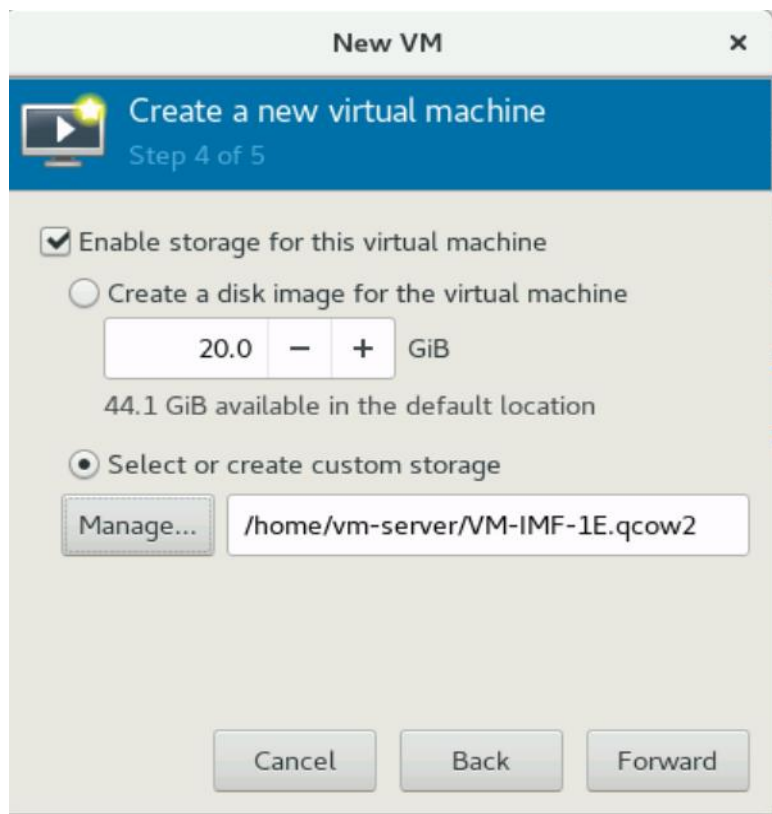 New VM ×
Create a new virtual machine
Step 4 of 5
Enable storage for this virtual machine
Create a disk image for the virtual machine
20.0 − + GiB
44.1 GiB available in the default location
Select or create custom storage
Manage... /home/vm-server/VM-IMF-1E.qcow2
Cancel Back Forward